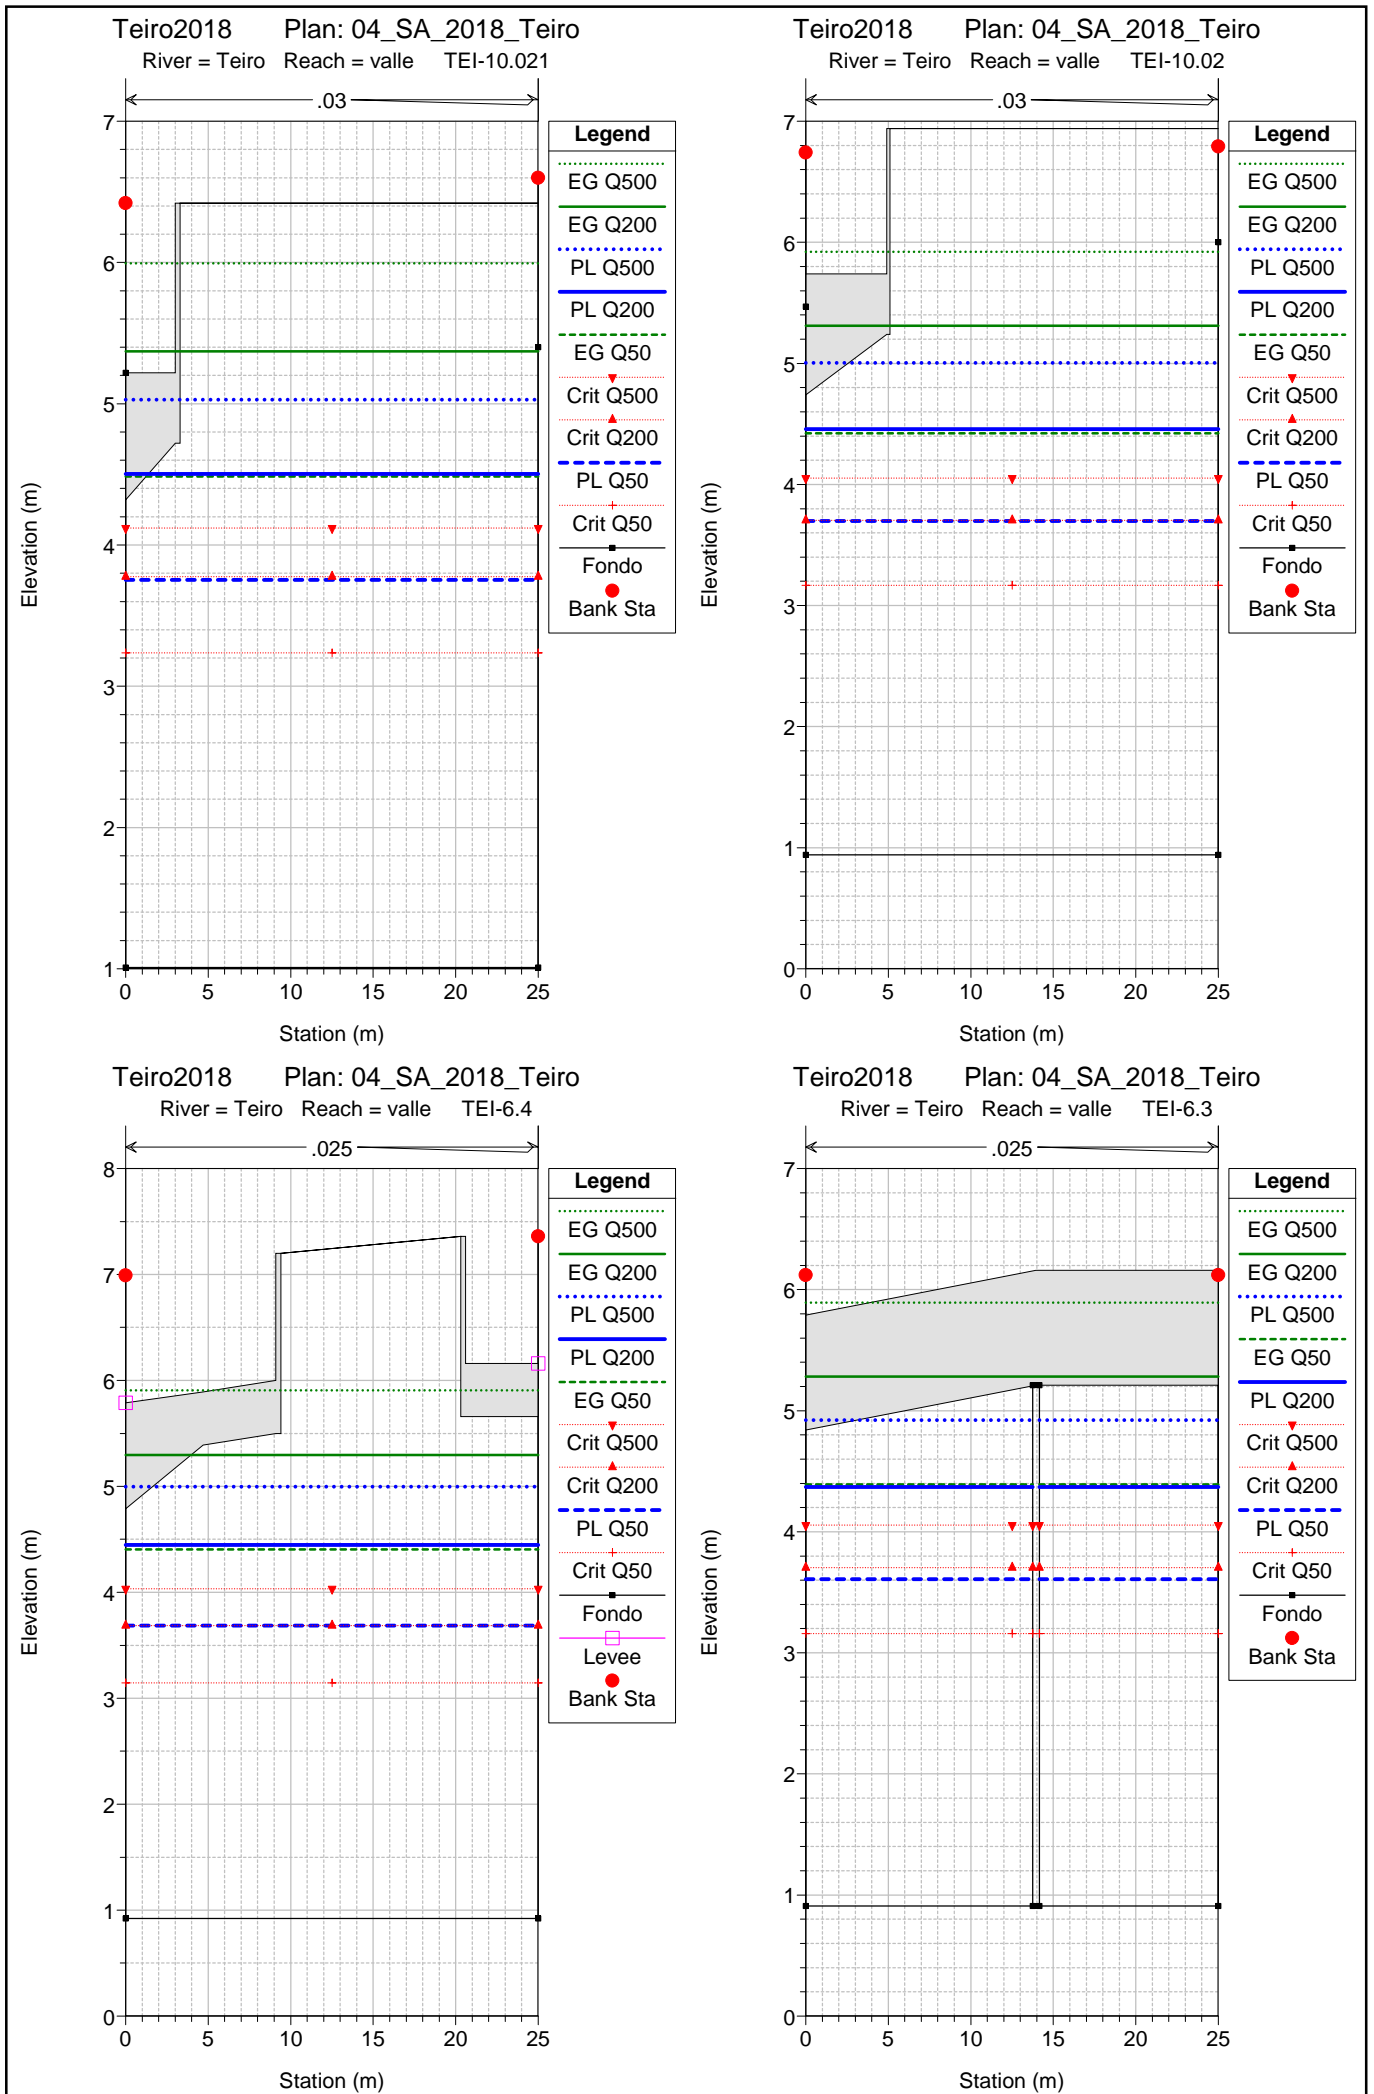 Teiro2018 Plan: 04_SA_2018_Teiro
River = Teiro Reach = valle TEI-10.021
.03
Legend
EG Q500
EG Q200
PL Q500
PL Q200
EG Q50
Crit Q500
Crit Q200
PL Q50
Crit Q50
Fondo
Bank Sta
7
6
5
4
3
2
1
Elevation (m)
0 5 10 15 20 25
Station (m)
Teiro2018 Plan: 04_SA_2018_Teiro
River = Teiro Reach = valle TEI-10.02
.03
Legend
EG Q500
EG Q200
PL Q500
PL Q200
EG Q50
Crit Q500
Crit Q200
PL Q50
Crit Q50
Fondo
Bank Sta
7
6
5
4
3
2
1
0
Elevation (m)
0 5 10 15 20 25
Station (m)
Teiro2018 Plan: 04_SA_2018_Teiro
River = Teiro Reach = valle TEI-6.4
.025
Legend
EG Q500
EG Q200
PL Q500
PL Q200
EG Q50
Crit Q500
Crit Q200
PL Q50
Crit Q50
Fondo
Levee
Bank Sta
8
7
6
5
4
3
2
1
0
Elevation (m)
0 5 10 15 20 25
Station (m)
Teiro2018 Plan: 04_SA_2018_Teiro
River = Teiro Reach = valle TEI-6.3
.025
Legend
EG Q500
EG Q200
PL Q500
EG Q50
PL Q200
Crit Q500
Crit Q200
PL Q50
Crit Q50
Fondo
Bank Sta
7
6
5
4
3
2
1
0
Elevation (m)
0 5 10 15 20 25
Station (m)